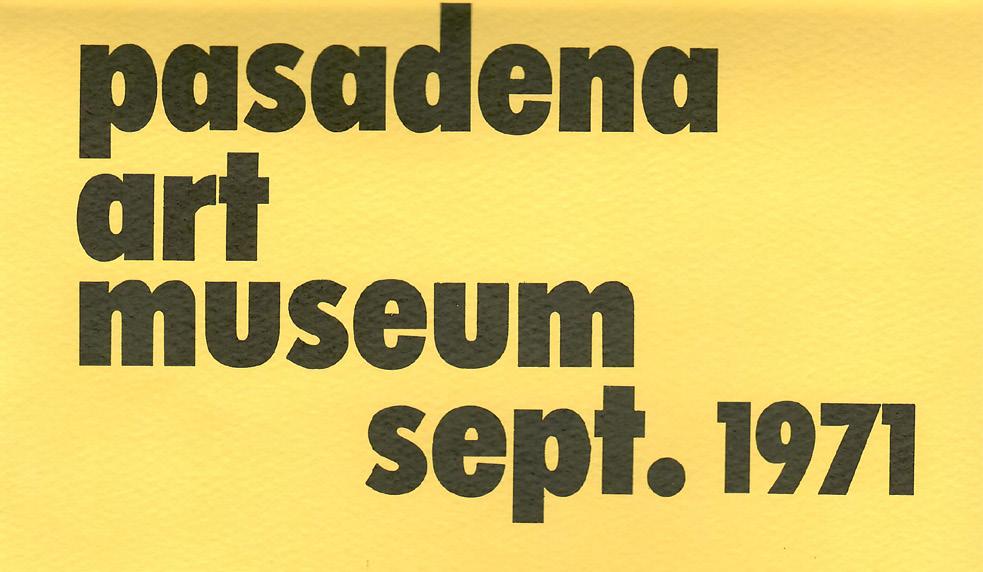 pasadena
art
museum
sept. 1971